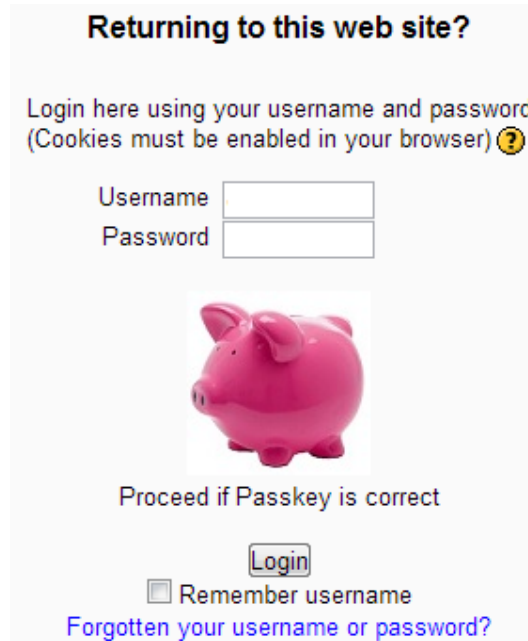 Returning to this web site?
Login here using your username and password
(Cookies must be enabled in your browser) ?
Username
Password
Proceed if Passkey is correct
Login
Remember username
Forgotten your username or password?